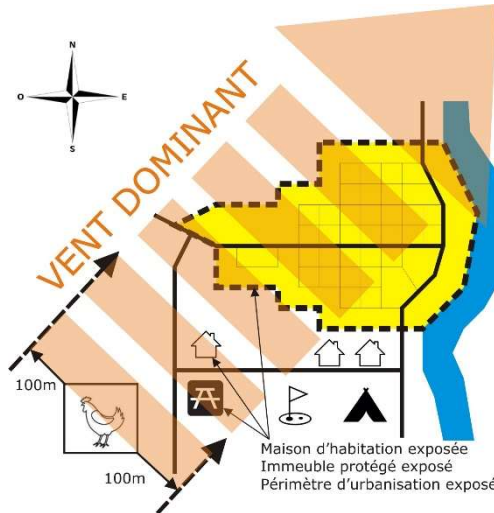 N
O
E
S
VENT DOMINANT
100m
100m
Maison d'habitation exposée
Immeuble protégé exposé
Périmètre d'urbanisation exposé